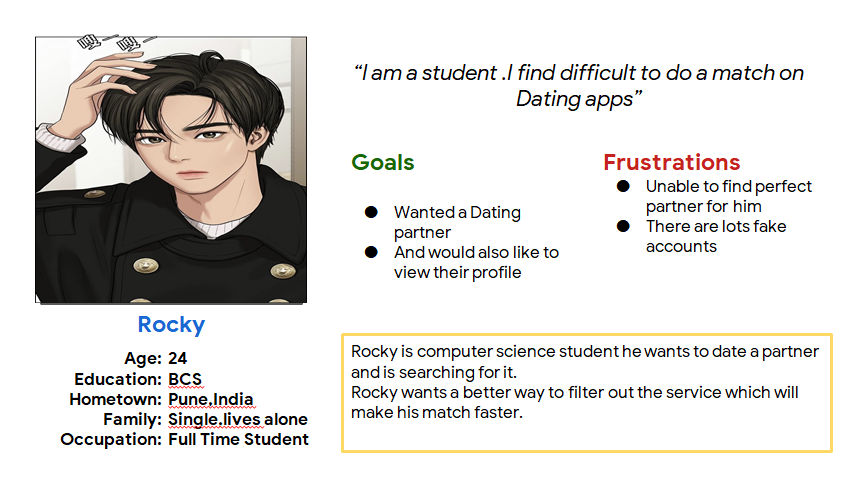 “I am a student .I find difficult to do a match on
Dating apps”
Goals
● Wanted a Dating
partner
● And would also like to
view their profile
Frustrations
● Unable to find perfect
partner for him
● There are lots fake
accounts
Rocky
Age: 24
Education: BCS
Hometown: Pune,India
Family: Single.lives alone
Occupation: Full Time Student
Rocky is computer science student he wants to date a partner
and is searching for it.
Rocky wants a better way to filter out the service which will
make his match faster.